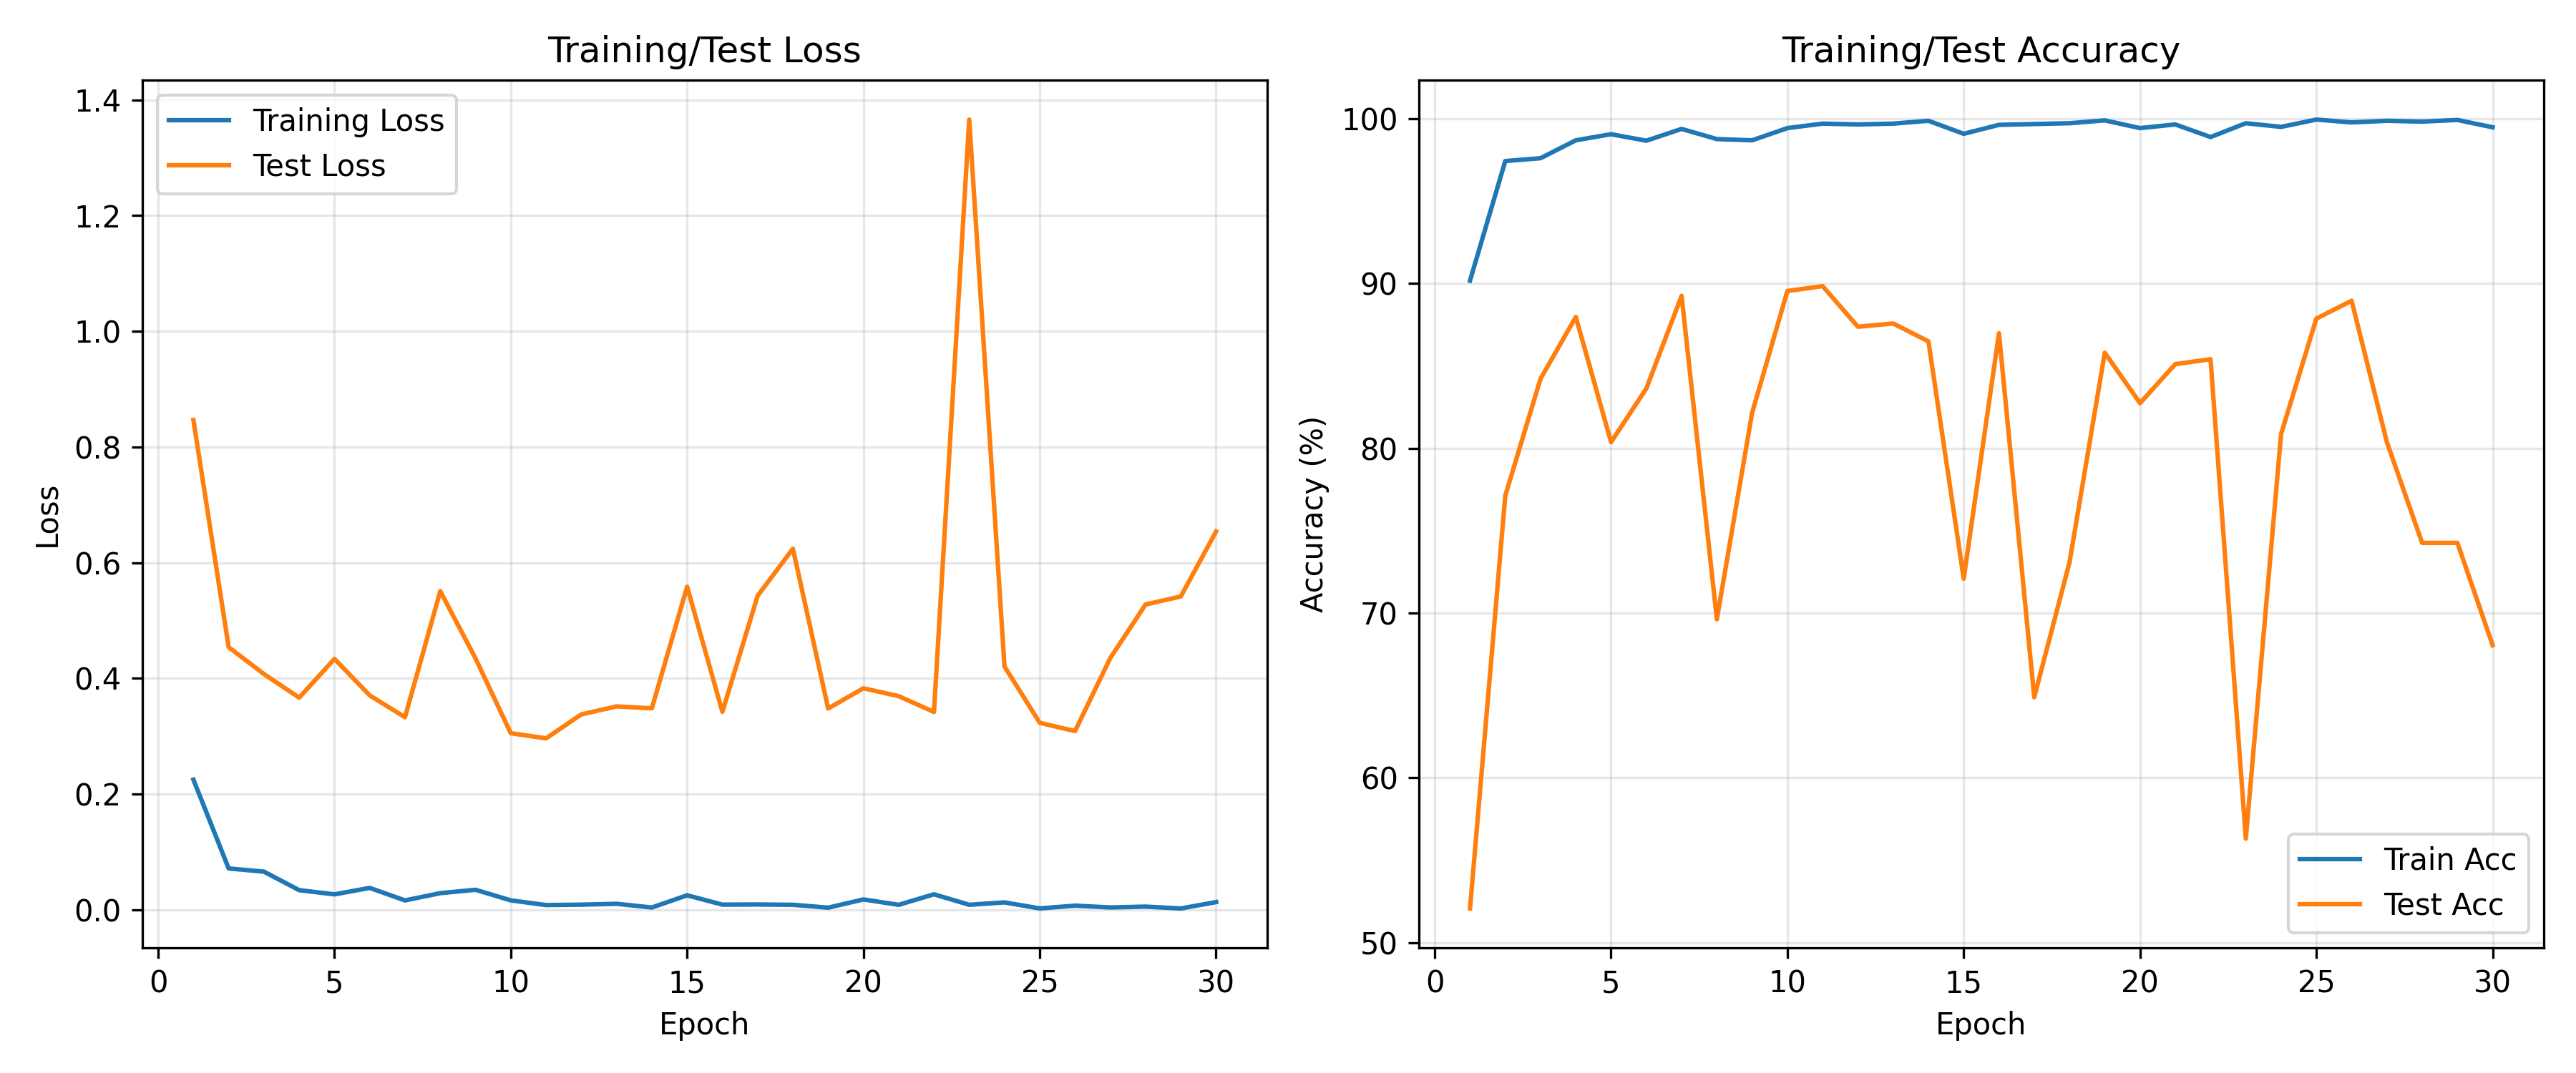 Training/Test Loss
Training Loss
Test Loss
1.4
1.2
1.0
0.8
0.6
0.4
0.2
0.0
Loss
0 5 10 15 20 25 30
Epoch
Training/Test Accuracy
100
90
80
70
60
50
Accuracy (%)
Train Acc
Test Acc
0 5 10 15 20 25 30
Epoch